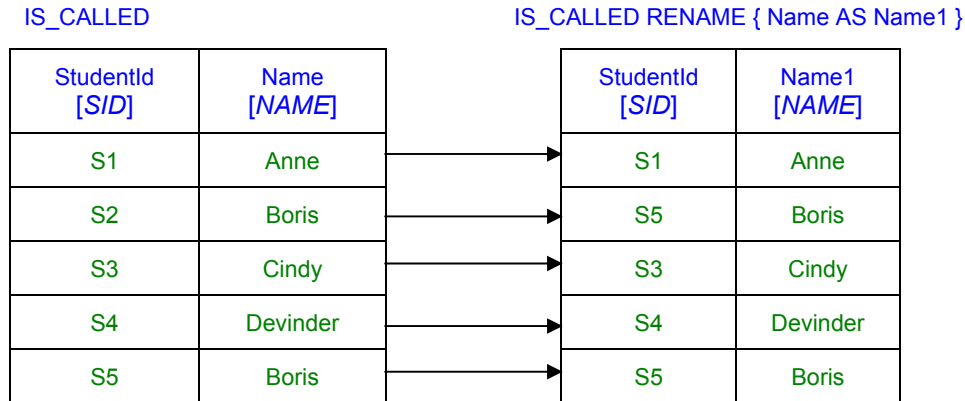 IS_CALLED
IS_CALLED RENAME { Name AS Name1 }
StudentId Name
[SID] [NAME]
S1 Anne
S2 Boris
S3 Cindy
S4 Devinder
S5 Boris
StudentId Name1
[SID] [NAME]
S1 Anne
S5 Boris
S3 Cindy
S4 Devinder
S5 Boris